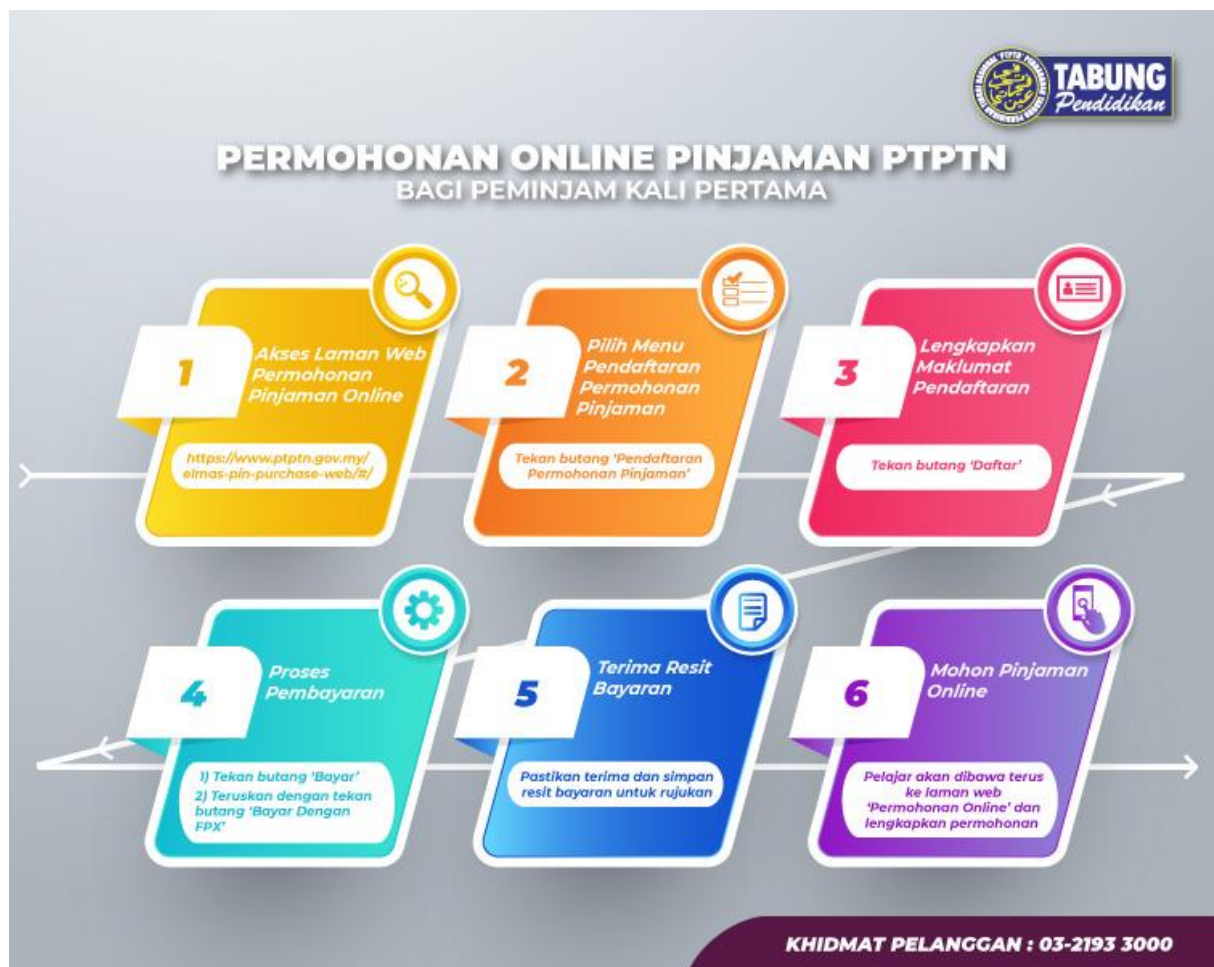 TABUNG
Pendidikan
PERMOHONAN ONLINE PINJAMAN PTPTN
BAGI PEMINJAM KALI PERTAMA
1
Akses Laman Web
Permohonan
Pinjaman Online
https://www.ptptn.gov.my/
elmas-pin-purchase-web/#/
2
Pilih Menu
Pendaftaran
Permohonan
Pinjaman
Tekan butang ‘Pendaftaran
Permohonan Pinjaman’
3
Lengkapkan
Maklumat
Pendaftaran
Tekan butang ‘Daftar’
4
Proses
Pembayaran
1) Tekan butang ‘Bayar’
2) Teruskan dengan tekan
butang ‘Bayar Dengan
FPX’
5
Terima Resit
Bayaran
Pastikan terima dan simpan
resit bayaran untuk rujukan
6
Mohon Pinjaman
Online
Pelajar akan dibawa terus
ke laman web
‘Permohonan Online’ dan
lengkapkan permohonan
KHIDMAT PELANGGAN : 03-2193 3000